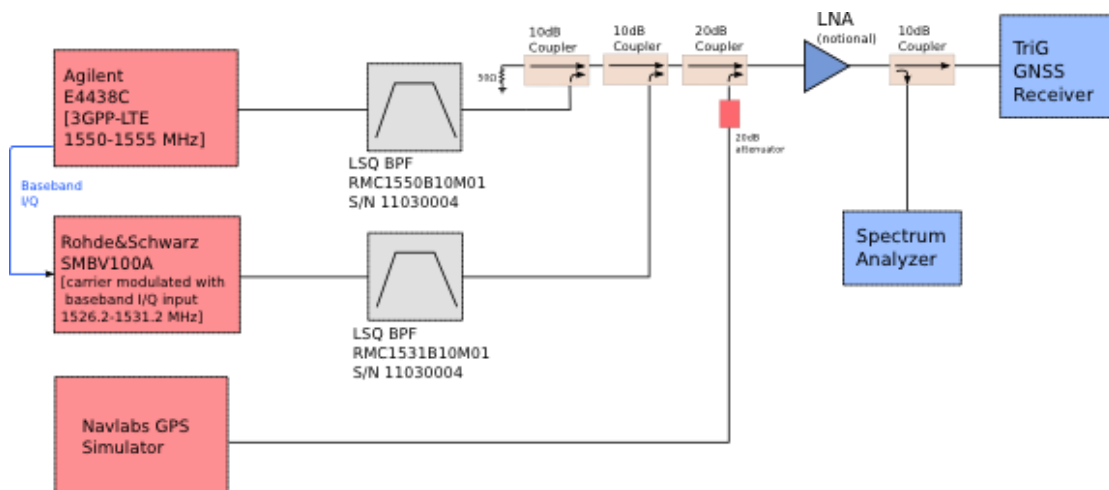 Agilent
E4438C
[3GPP-LTE
1550-1555 MHz]
Baseband
I/Q
Rohde&Schwarz
SMBV100A
[carrier modulated with
baseband I/Q input
1526.2-1531.2 MHz]
Navlabs GPS
Simulator
LSQ BPF
RMC1550B10M01
S/N 11030004
LSQ BPF
RMC1531B10M01
S/N 11030004
50Ω
10dB
Coupler
10dB
Coupler
20dB
Coupler
20dB
attenuator
LNA
(notional)
10dB
Coupler
TriG
GNSS
Receiver
Spectrum
Analyzer